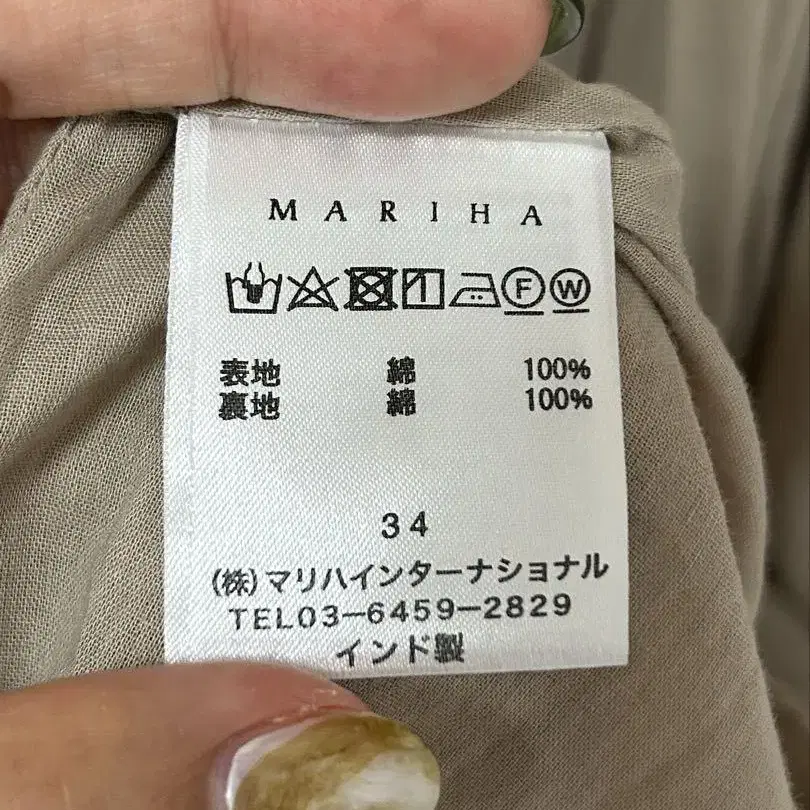 MARIHA
F W
表地 綿 100%
裏地 綿 100%
34
(株)マリハインターナショナル
TEL03-6459-2829
インド製